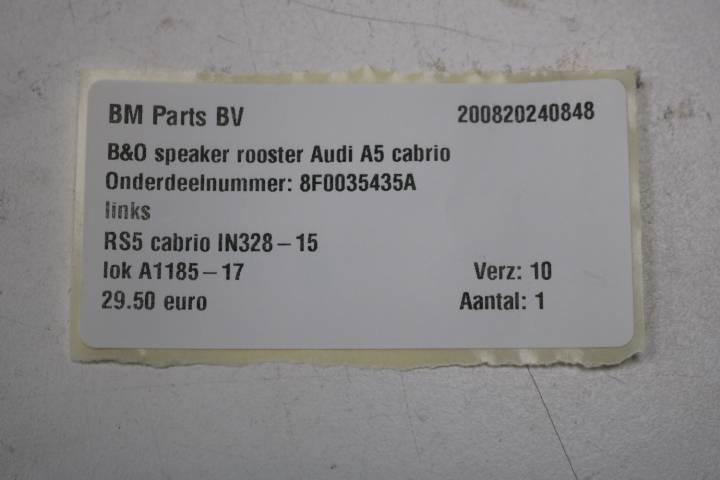 BM Parts BV 200820240848
B&O speaker rooster Audi A5 cabrio
Onderdeelnummer: 8F0035435A
links
RS5 cabrio IN328-15
lok A1185-17 Verz: 10
29.50 euro Aantal: 1